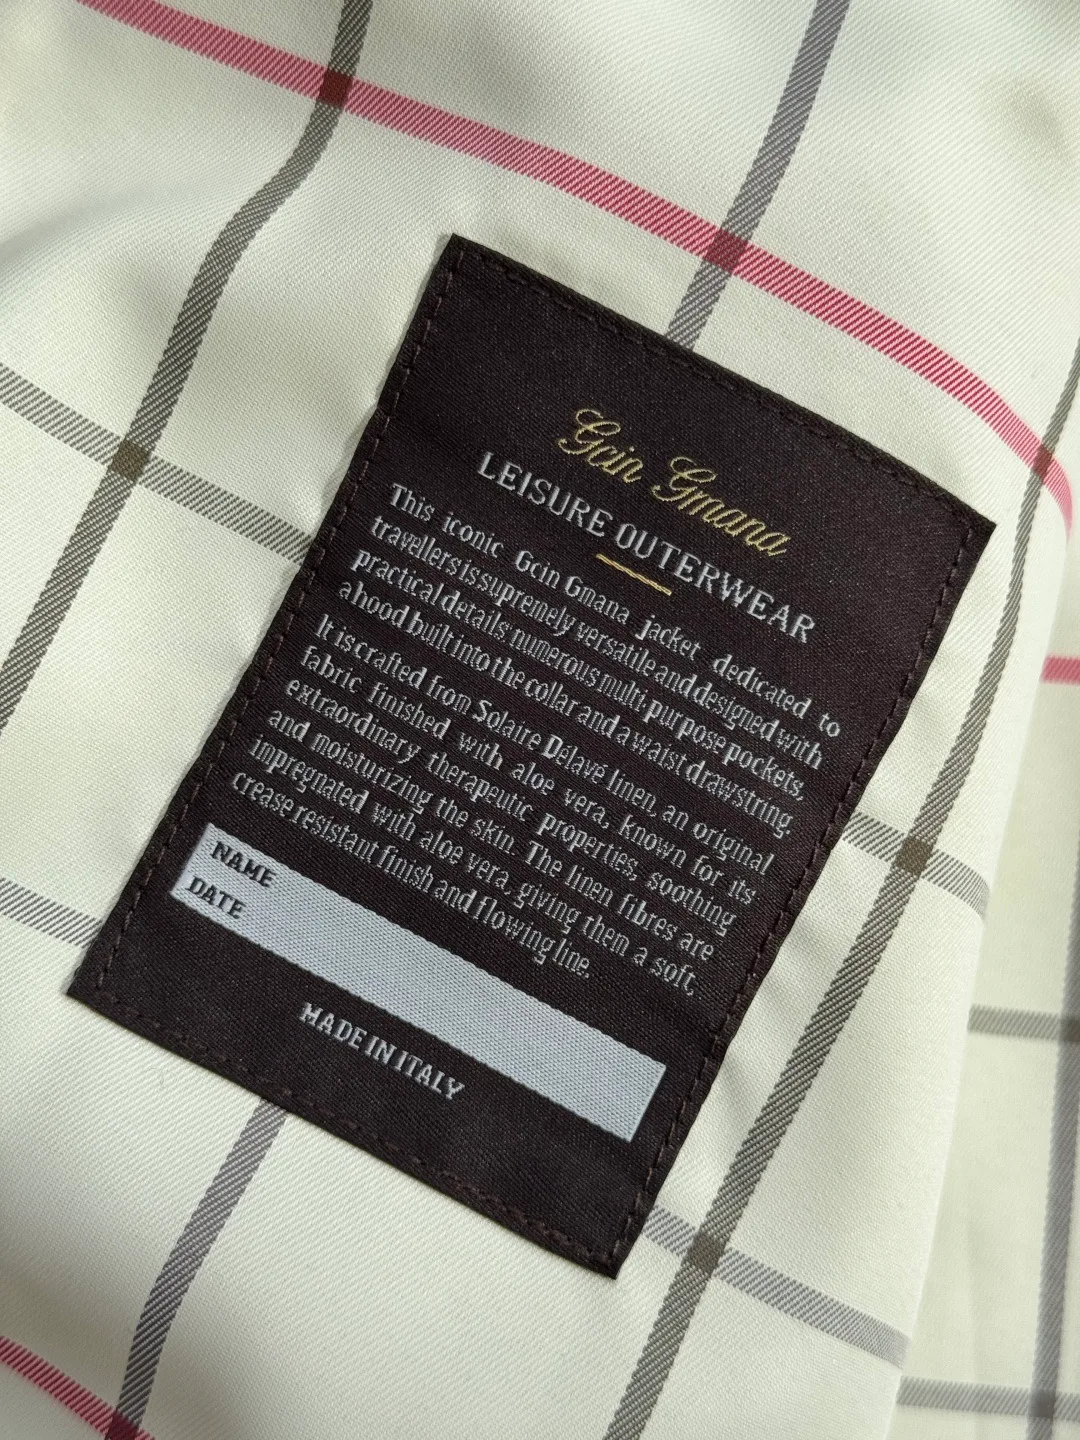 Gcin Gmana
LEISURE OUTERWEAR
This iconic Gcin Gmana jacket dedicated to
travellers is supremely versatile and designed with
practical details numerous multi-purpose pockets,
a hood built into the collar and a waist drawstring.
It is crafted from Solaire Délavé linen, an original
fabric finished with aloe vera, known for its
extraordinary therapeutic properties, soothing
and moisturizing the skin. The linen fibres are
impregnated with aloe vera, giving them a soft,
crease resistant finish and flowing line.
NAME
DATE
MADE IN ITALY